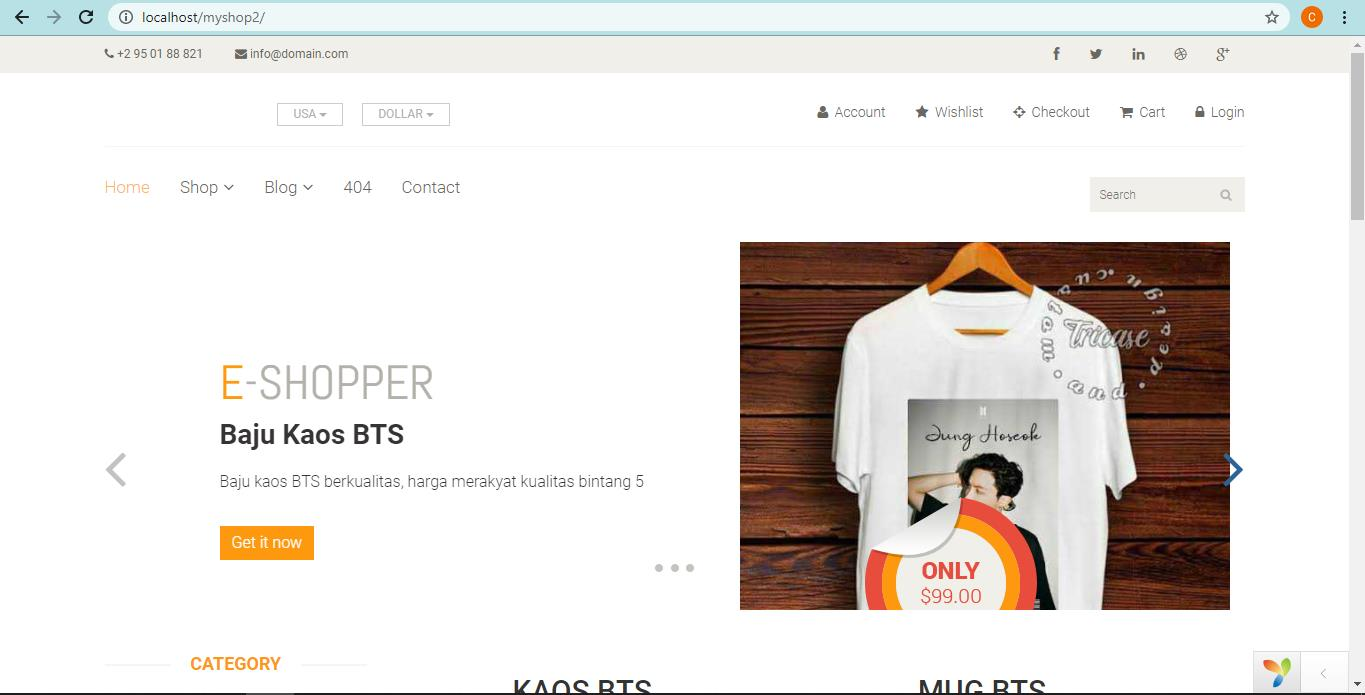 localhost/myshop2/
C
+2 95 01 88 821 info@domain.com
USA DOLLAR Account Wishlist Checkout Cart Login
Home Shop Blog 404 Contact
Search
E-SHOPPER
Baju Kaos BTS
Baju kaos BTS berkualitas, harga merakyat kualitas bintang 5
Get it now
Tricase
Jung Hoseok
ONLY
$99.00
CATEGORY
KAOS BTS MUG BTS